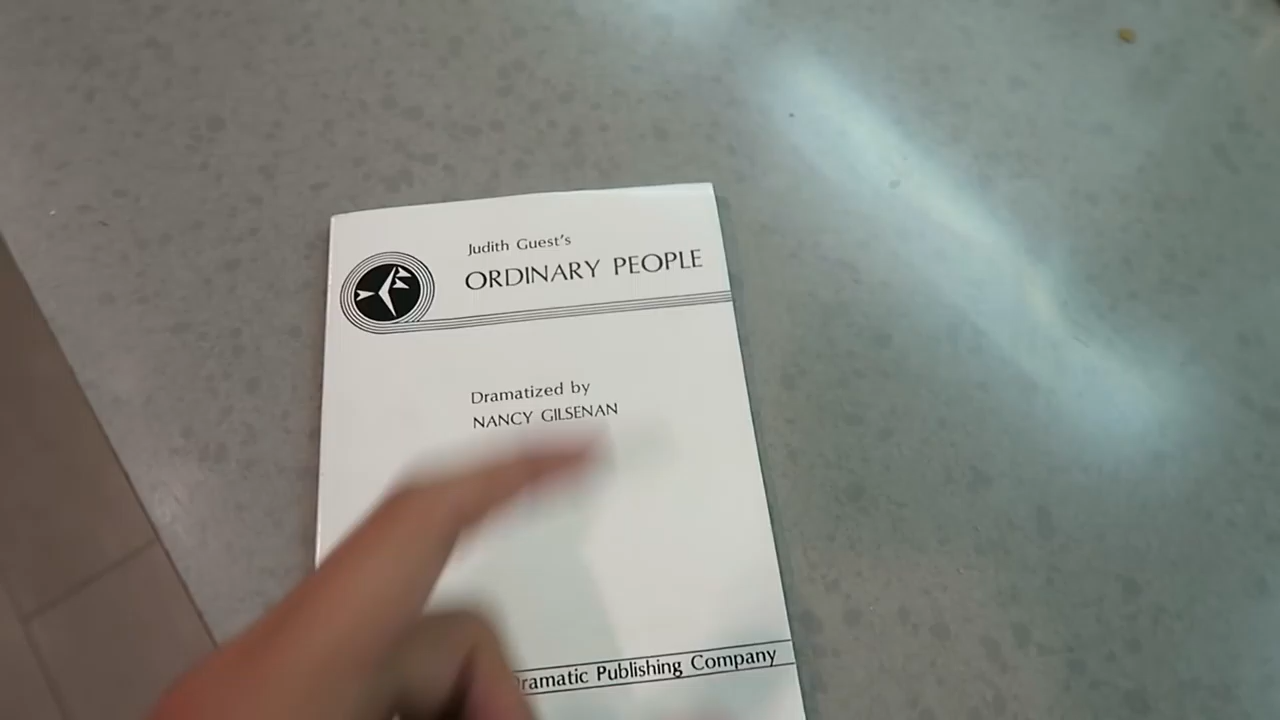 Judith Guest's
ORDINARY PEOPLE
Dramatized by
NANCY GILSENAN
Dramatic Publishing Company